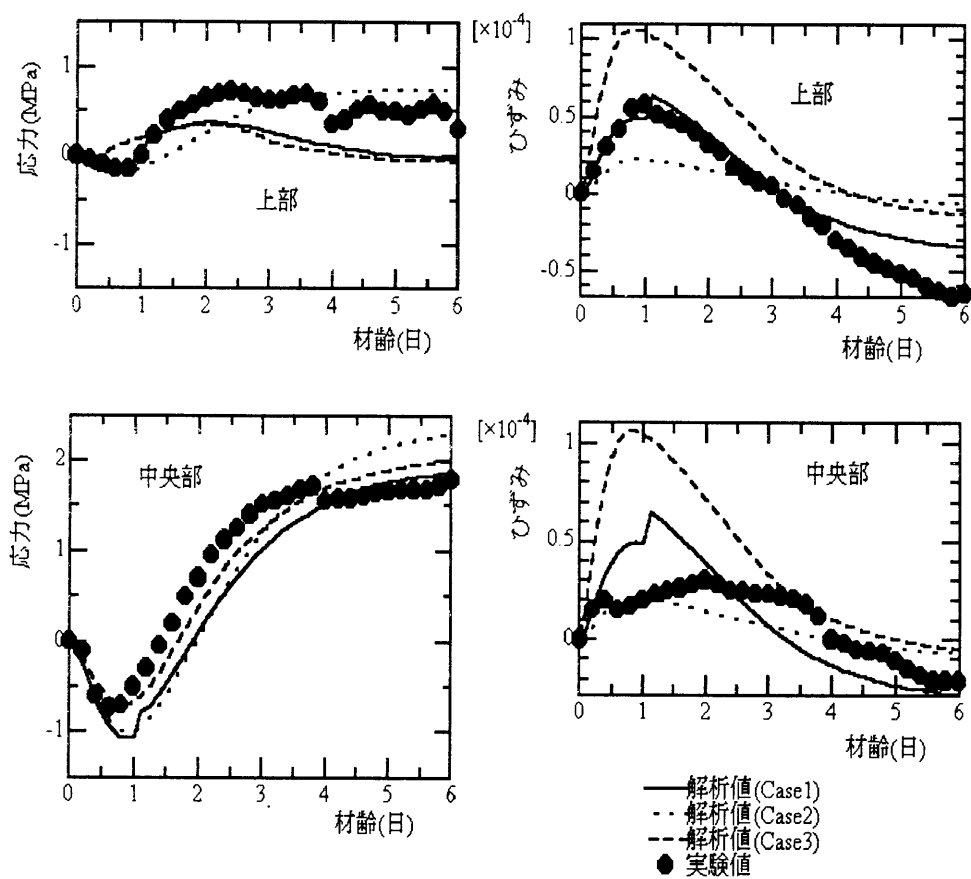 [×10⁻⁴]
1
0
-1
応力(MPa)
上部
0 1 2 3 4 5 6
材齢(日)
1
0.5
0
-0.5
ひずみ
上部
0 1 2 3 4 5 6
材齢(日)
2
1
0
-1
応力(MPa)
中央部
0 1 2 3 4 5 6
材齢(日)
[×10⁻⁴]
1
0.5
0
ひずみ
中央部
0 1 2 3 4 5 6
材齢(日)
解析値(Case1)
解析値(Case2)
解析値(Case3)
実験値